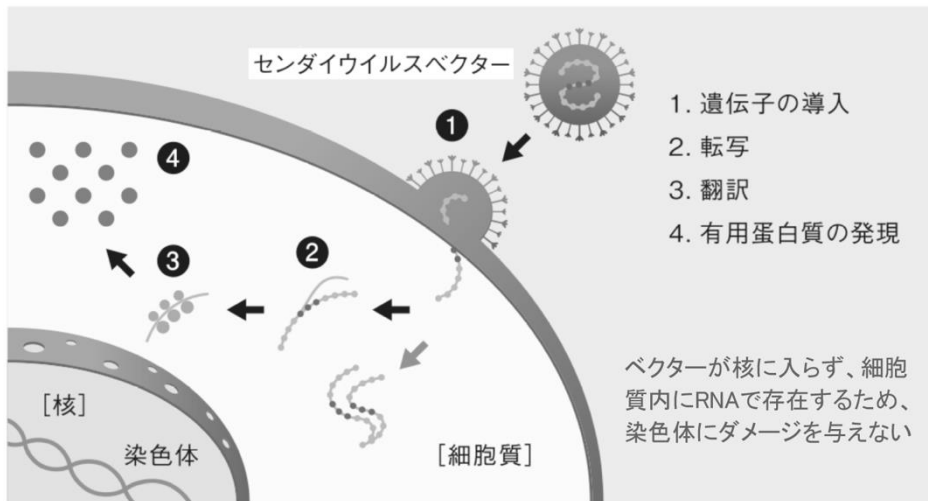 センダイウイルスベクター
❶
1. 遺伝子の導入
2. 転写
3. 翻訳
4. 有用蛋白質の発現
❹
❸
❷
ベクターが核に入らず、細胞
質内にRNAで存在するため、
染色体にダメージを与えない
[核]
染色体
[細胞質]